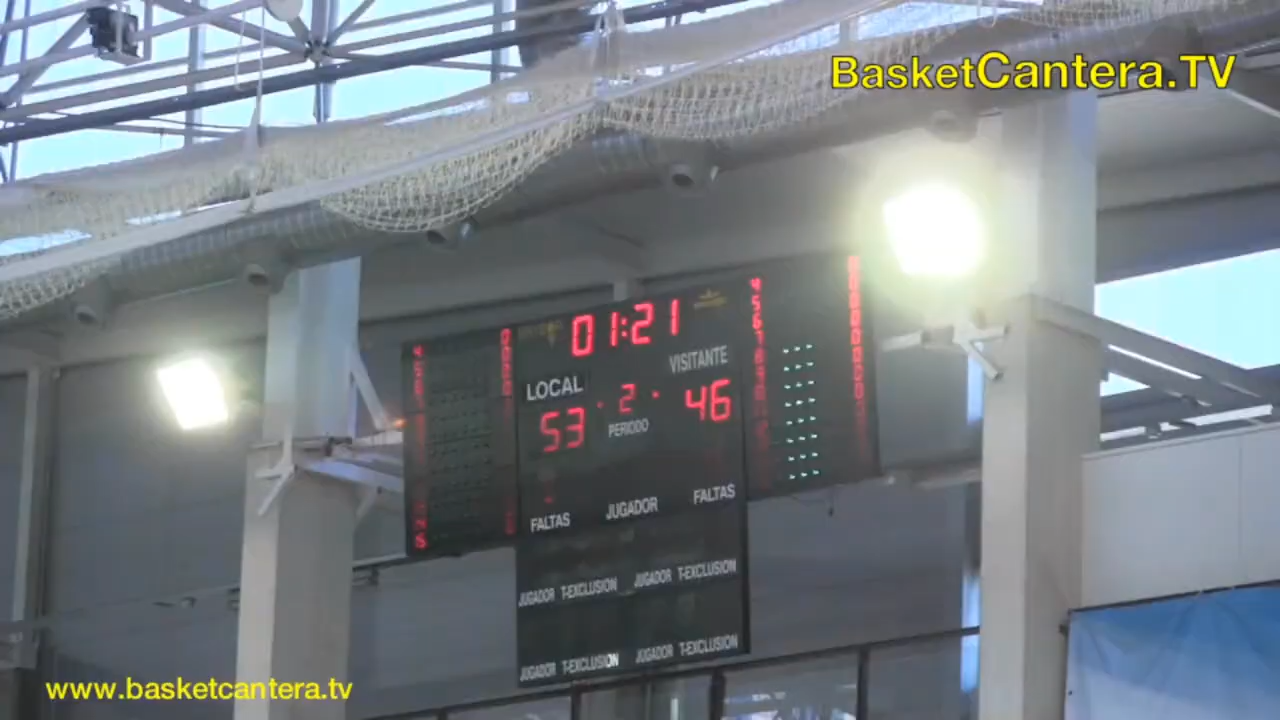 BasketCantera.TV
01:21
LOCAL
VISITANTE
53
2
46
PERIODO
FALTAS
JUGADOR
FALTAS
JUGADOR T-EXCLUSION JUGADOR T-EXCLUSION
JUGADOR T-EXCLUSION JUGADOR T-EXCLUSION
www.basketcantera.tv